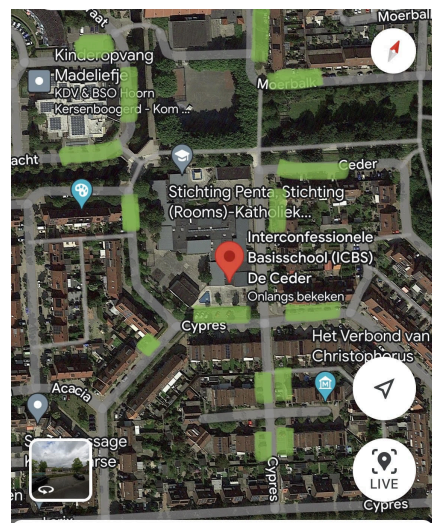 Moerbalk
Kinderopvang
Madeliefje
KDV & BSO Hoorn
Kersenboogerd - Kom ...
Moerbalk
acht
Ceder
Stichting Penta, Stichting
(Rooms)-Katholiek...
Interconfessionele
Basisschool (ICBS)
De Ceder
Onlangs bekeken
Cypres
Het Verbond van
Christophorus
Acacia
Cypres
LIVE
Cypres